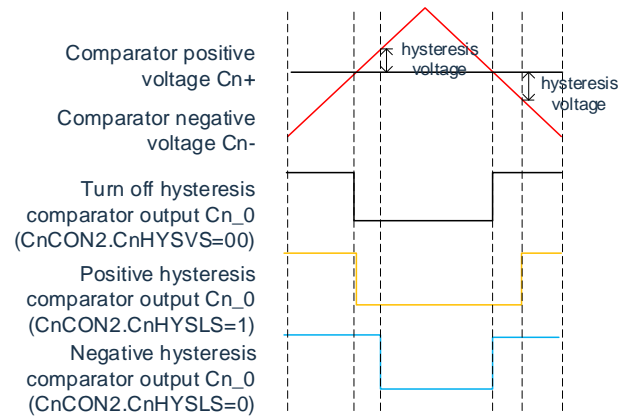 Comparator positive
voltage Cn+
hysteresis
voltage
hysteresis
voltage
Comparator negative
voltage Cn-
Turn off hysteresis
comparator output Cn_0
(CnCON2.CnHYSVS=00)
Positive hysteresis
comparator output Cn_0
(CnCON2.CnHYSLS=1)
Negative hysteresis
comparator output Cn_0
(CnCON2.CnHYSLS=0)